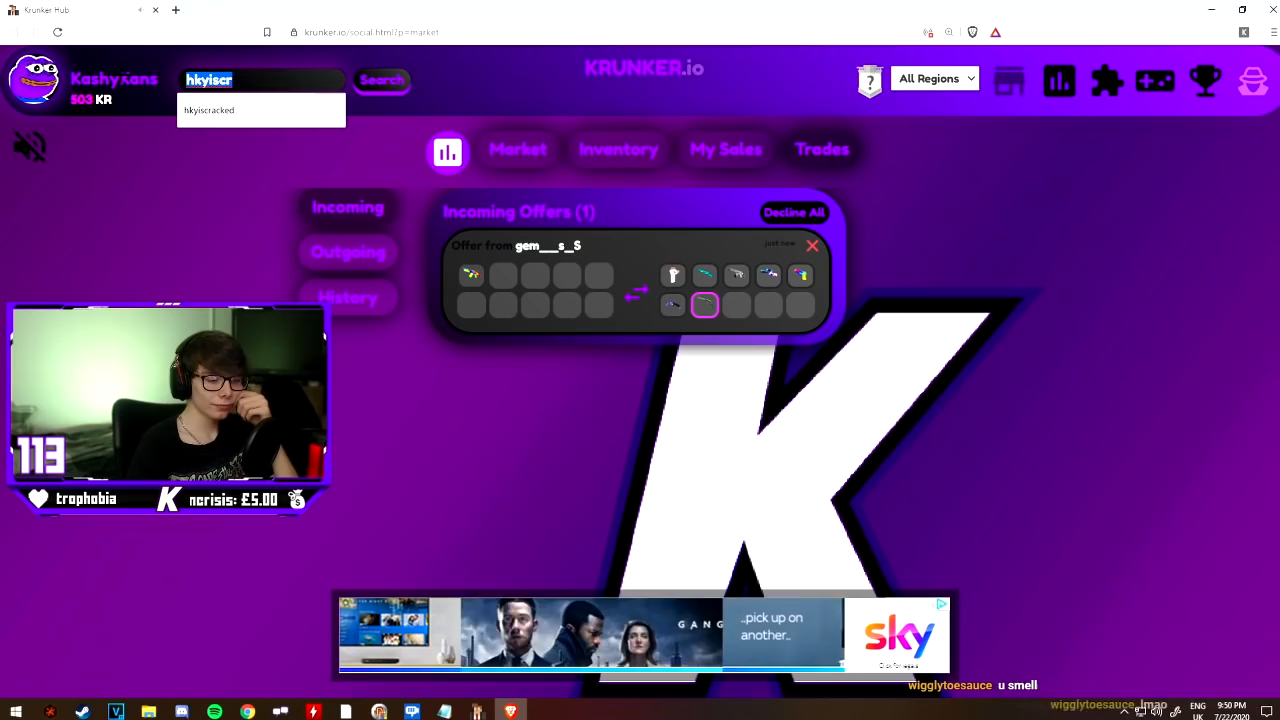 Krunker Hub
krunker.io/social.html?p=market
KashyKans
503 KR
hkyiscr
Search
hkyiscracked
KRUNKER.io
?
All Regions
Market
Inventory
My Sales
Trades
Incoming
Outgoing
History
Incoming Offers (1)
Decline All
Offer from gem___s_S
just now
113
trophobia
K
ncrisis: £5.00
K
GANG
..pick up on
another..
sky
wigglytoesauce u smell
wigglytoesauce lmao
ENG
UK
9:50 PM
7/22/2020